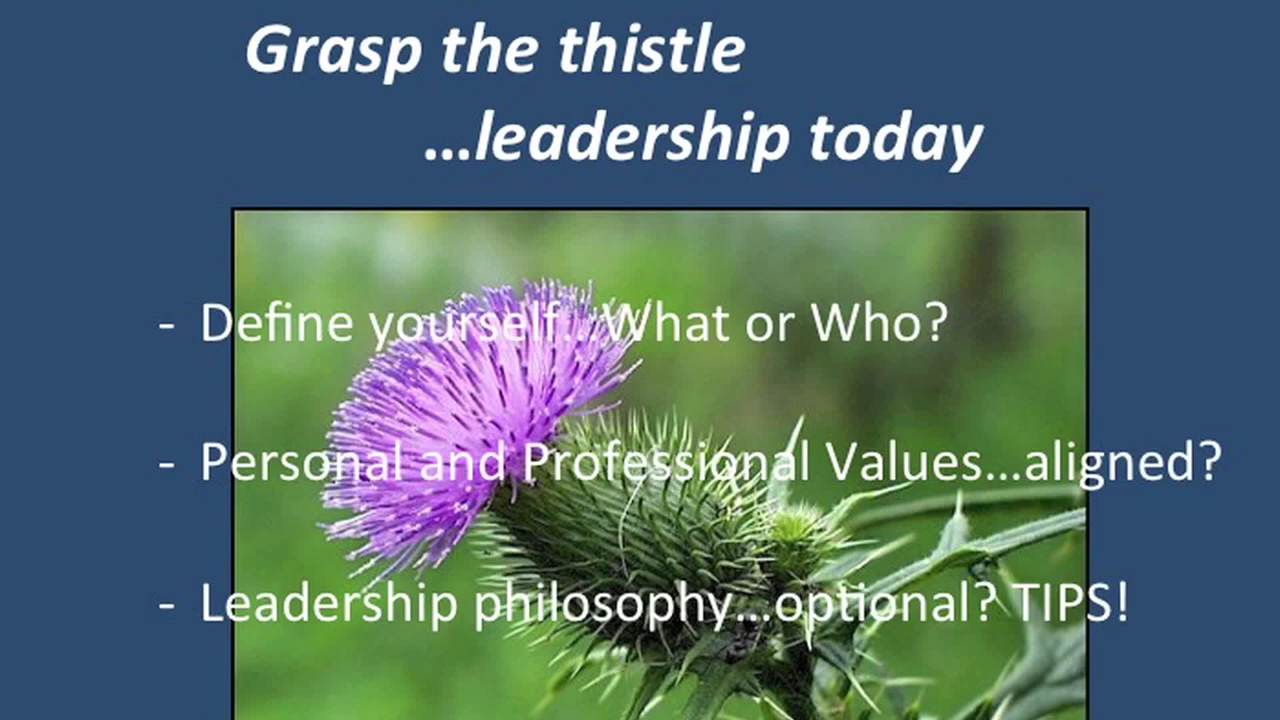 Grasp the thistle
…leadership today
- Define yourself…What or Who?
- Personal and Professional Values…aligned?
- Leadership philosophy…optional? TIPS!